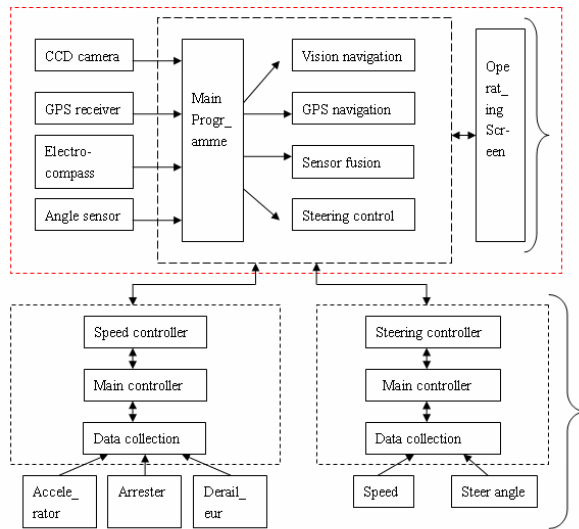 CCD camera
GPS receiver
Electro-
compass
Angle sensor
Main
Progr_
amme
Vision navigation
GPS navigation
Sensor fusion
Steering control
Ope
rat_
ing
Scr-
een
Speed controller
Main controller
Data collection
Accele_
rator
Arrester
Derail_
eur
Steering controller
Main controller
Data collection
Speed
Steer angle